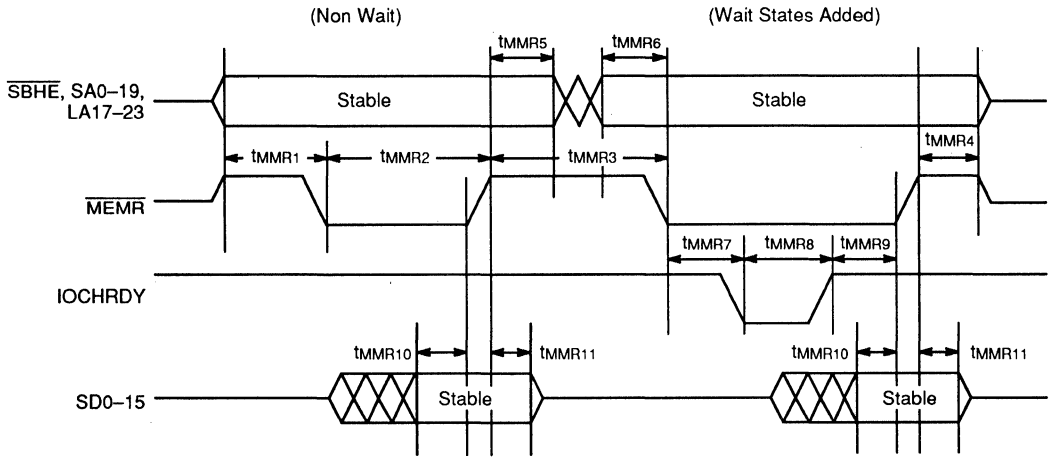 (Non Wait)
(Wait States Added)
tMMR5
tMMR6
SBHE, SA0–19,
LA17–23
Stable
Stable
tMMR1
tMMR2
tMMR3
tMMR4
MEMR
tMMR7
tMMR8
tMMR9
IOCHRDY
tMMR10
tMMR11
tMMR10
tMMR11
SD0–15
Stable
Stable